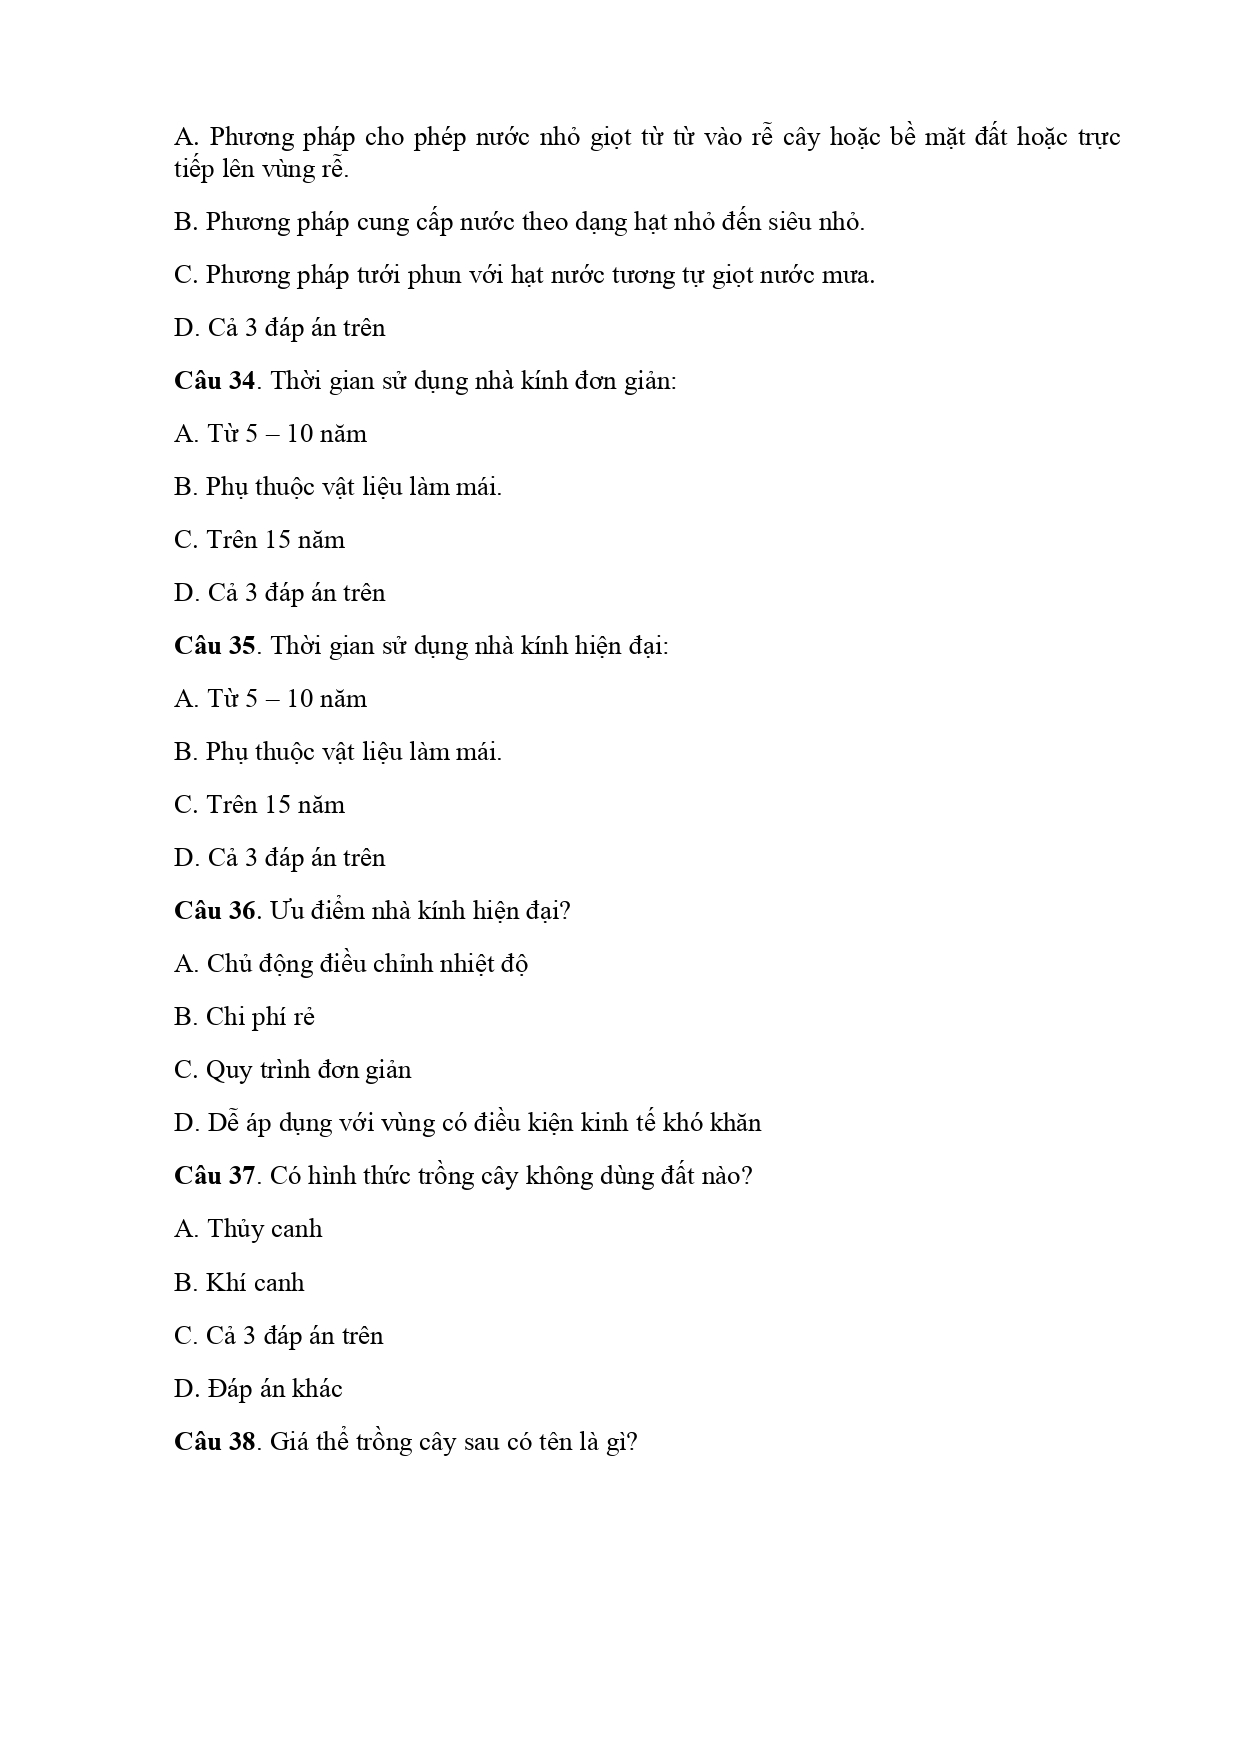 A. Phương pháp cho phép nước nhỏ giọt từ từ vào rễ cây hoặc bề mặt đất hoặc trực
tiếp lên vùng rễ.
B. Phương pháp cung cấp nước theo dạng hạt nhỏ đến siêu nhỏ.
C. Phương pháp tưới phun với hạt nước tương tự giọt nước mưa.
D. Cả 3 đáp án trên
Câu 34. Thời gian sử dụng nhà kính đơn giản:
A. Từ 5 – 10 năm
B. Phụ thuộc vật liệu làm mái.
C. Trên 15 năm
D. Cả 3 đáp án trên
Câu 35. Thời gian sử dụng nhà kính hiện đại:
A. Từ 5 – 10 năm
B. Phụ thuộc vật liệu làm mái.
C. Trên 15 năm
D. Cả 3 đáp án trên
Câu 36. Ưu điểm nhà kính hiện đại?
A. Chủ động điều chỉnh nhiệt độ
B. Chi phí rẻ
C. Quy trình đơn giản
D. Dễ áp dụng với vùng có điều kiện kinh tế khó khăn
Câu 37. Có hình thức trồng cây không dùng đất nào?
A. Thủy canh
B. Khí canh
C. Cả 3 đáp án trên
D. Đáp án khác
Câu 38. Giá thể trồng cây sau có tên là gì?